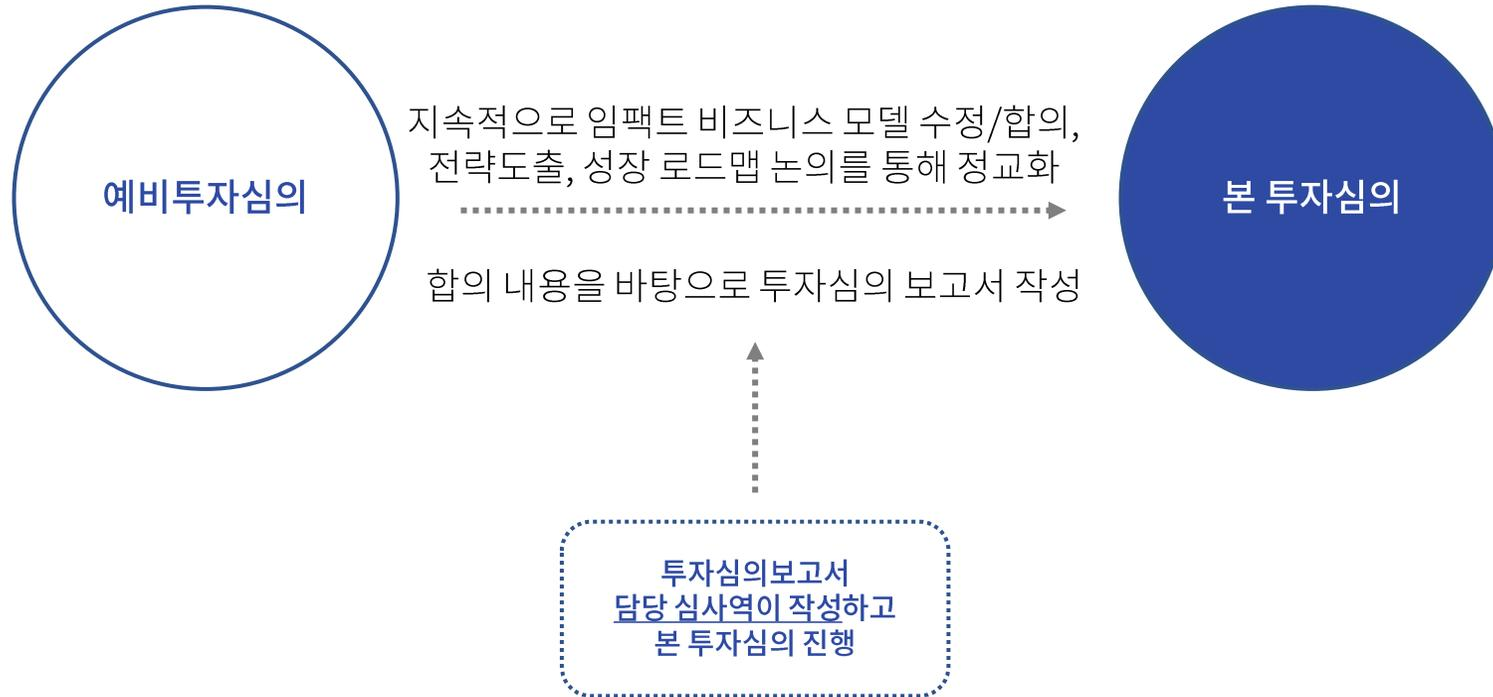 예비투자심의
지속적으로 임팩트 비즈니스 모델 수정/합의,
전략도출, 성장 로드맵 논의를 통해 정교화
본 투자심의
합의 내용을 바탕으로 투자심의 보고서 작성
투자심의보고서
담당 심사역이 작성하고
본 투자심의 진행